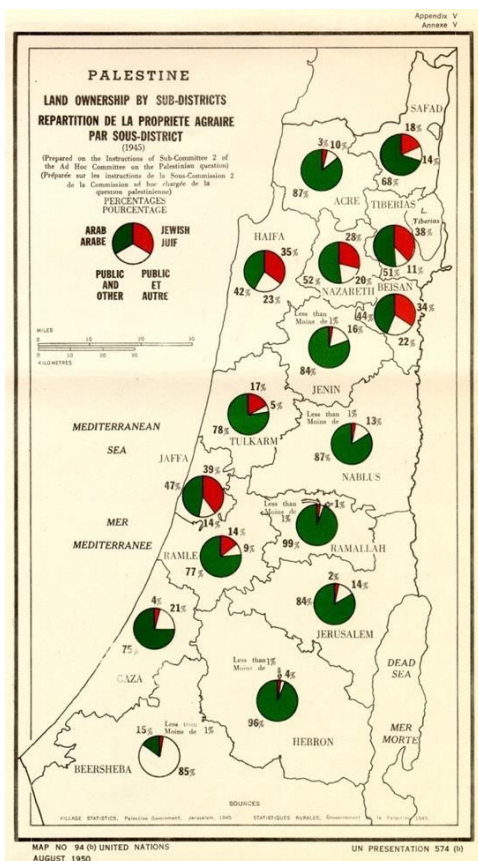 Appendix V
Annexe V
PALESTINE
LAND OWNERSHIP BY SUB-DISTRICTS
REPARTITION DE LA PROPRIETE AGRAIRE
PAR SOUS-DISTRICT
(1945)
(Prepared on the Instructions of Sub-Committee 2 of
the Ad Hoc Committee on the Palestinian question)
(Préparée sur les instructions de la Sous-Commission 2
de la Commission ad hoc chargée de la
question palestinienne)
PERCENTAGES
POURCENTAGE
ARAB JEWISH
ARABE JUIF
PUBLIC PUBLIC
AND ET
OTHER AUTRE
MILES
KILOMETRES
SAFAD
18%
14%
68%
3% 10%
87%
ACRE
TIBERIAS
L. Tiberias
38%
51% 11%
HAIFA
35%
42% 23%
28%
52% 20%
NAZARETH
BEISAN
34%
44%
22%
Less than 1%
Moins de
16%
84%
JENIN
17%
5%
78%
TULKARM
Less than 1%
Moins de
13%
87%
NABLUS
MEDITERRANEAN
SEA
JAFFA
39%
47%
14%
MER
MEDITERRANEE
RAMLE
14%
9%
77%
Less than
Moins de
1% 1%
99%
RAMALLAH
2%
14%
84%
JERUSALEM
4%
21%
75%
GAZA
Less than 1%
Moins de
4%
96%
HEBRON
DEAD
SEA
MER
MORTE
15% Less than 1%
Moins de
85%
BEERSHEBA
SOURCES
VILLAGE STATISTICS, Palestine Government, Jerusalem, 1945. STATISTIQUES RURALES, Gouvernement Palestine, 1945.
MAP NO 94 (b) UNITED NATIONS
AUGUST 1950
UN PRESENTATION 574 (b)